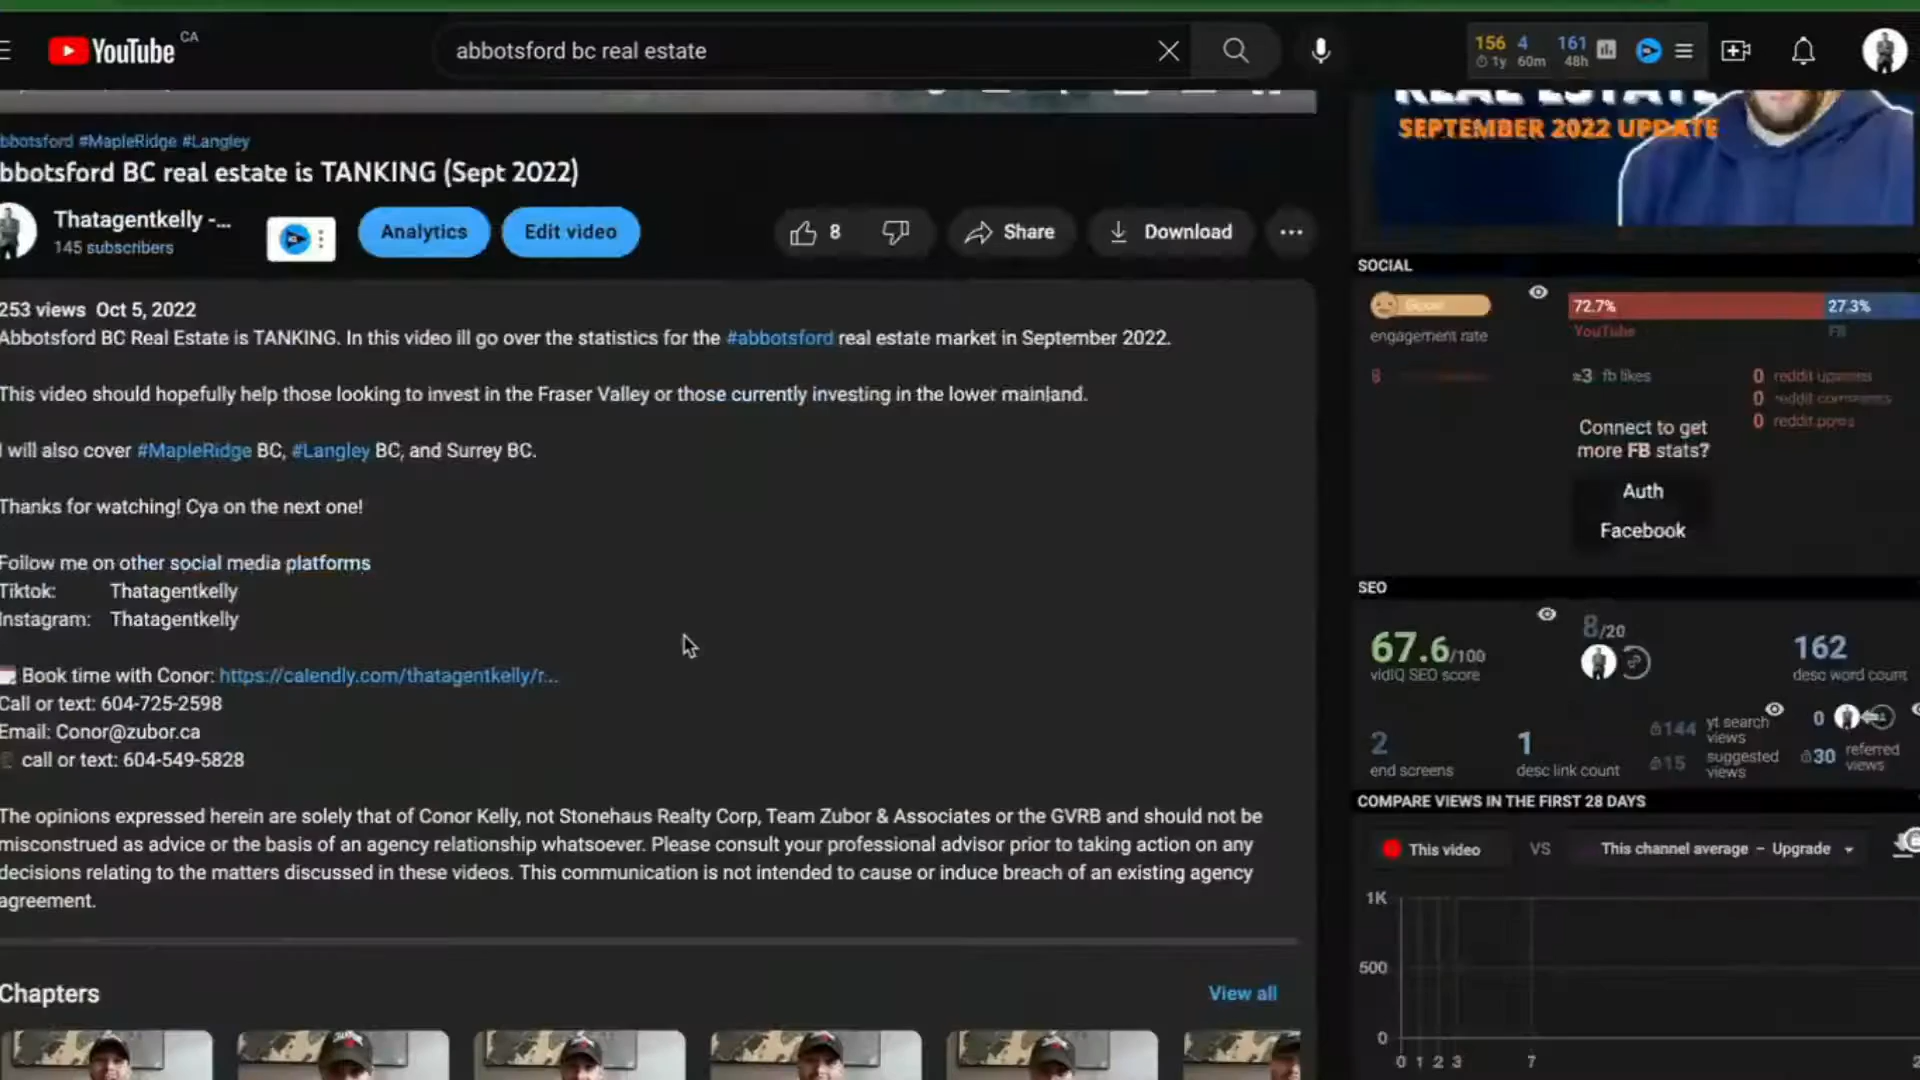 YouTube CA
abbotsford bc real estate
156 4 161
1y 60m 48h
SEPTEMBER 2022 UPDATE
bbotsford #MapleRidge #Langley
bbotsford BC real estate is TANKING (Sept 2022)
Thatagentkelly -...
145 subscribers
Analytics
Edit video
8
Share
Download
253 views Oct 5, 2022
Abbotsford BC Real Estate is TANKING. In this video ill go over the statistics for the #abbotsford real estate market in September 2022.
This video should hopefully help those looking to invest in the Fraser Valley or those currently investing in the lower mainland.
I will also cover #MapleRidge BC, #Langley BC, and Surrey BC.
Thanks for watching! Cya on the next one!
Follow me on other social media platforms
Tiktok: Thatagentkelly
Instagram: Thatagentkelly
Book time with Conor: https://calendly.com/thatagentkelly/r...
Call or text: 604-725-2598
Email: Conor@zubor.ca
call or text: 604-549-5828
The opinions expressed herein are solely that of Conor Kelly, not Stonehaus Realty Corp, Team Zubor & Associates or the GVRB and should not be
misconstrued as advice or the basis of an agency relationship whatsoever. Please consult your professional advisor prior to taking action on any
decisions relating to the matters discussed in these videos. This communication is not intended to cause or induce breach of an existing agency
agreement.
Chapters
View all
SOCIAL
Good
engagement rate
72.7%
27.3%
YouTube
FB
8
≈3 fb likes
0 reddit upvotes
0 reddit comments
0 reddit posts
Connect to get
more FB stats?
Auth
Facebook
SEO
67.6/100
vidIQ SEO score
8/20
162
desc word count
2
end screens
1
desc link count
144 yt search
views
15 suggested
views
0
30 referred
views
COMPARE VIEWS IN THE FIRST 28 DAYS
This video VS This channel average – Upgrade
1K
500
0
0 1 2 3 7